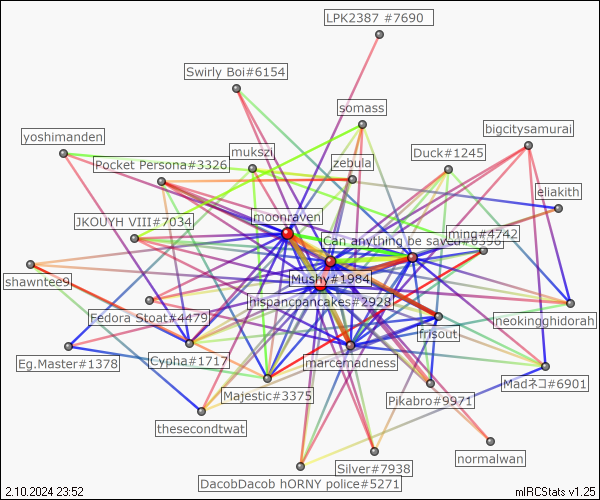 LPK2387 #7690
Swirly Boi#6154
somass
bigcitysamurai
yoshimanden
mukszi
Duck#1245
Pocket Persona#3326
zebula
eliakith
moonraven
JKOUYH VIII#7034
ming#4742
Can anything be saved#8598
shawntee9
Mushy#1984
hispancpancakes#2928
Fedora Stoat#4479
neokingghidorah
frisout
Eg.Master#1378
Cypha#1717
marcemadness
Madネコ#6901
Majestic#3375
Pikabro#9971
thesecondtwat
normalwan
Silver#7938
DacobDacob hORNY police#5271
2.10.2024 23:52
mIRCStats v1.25